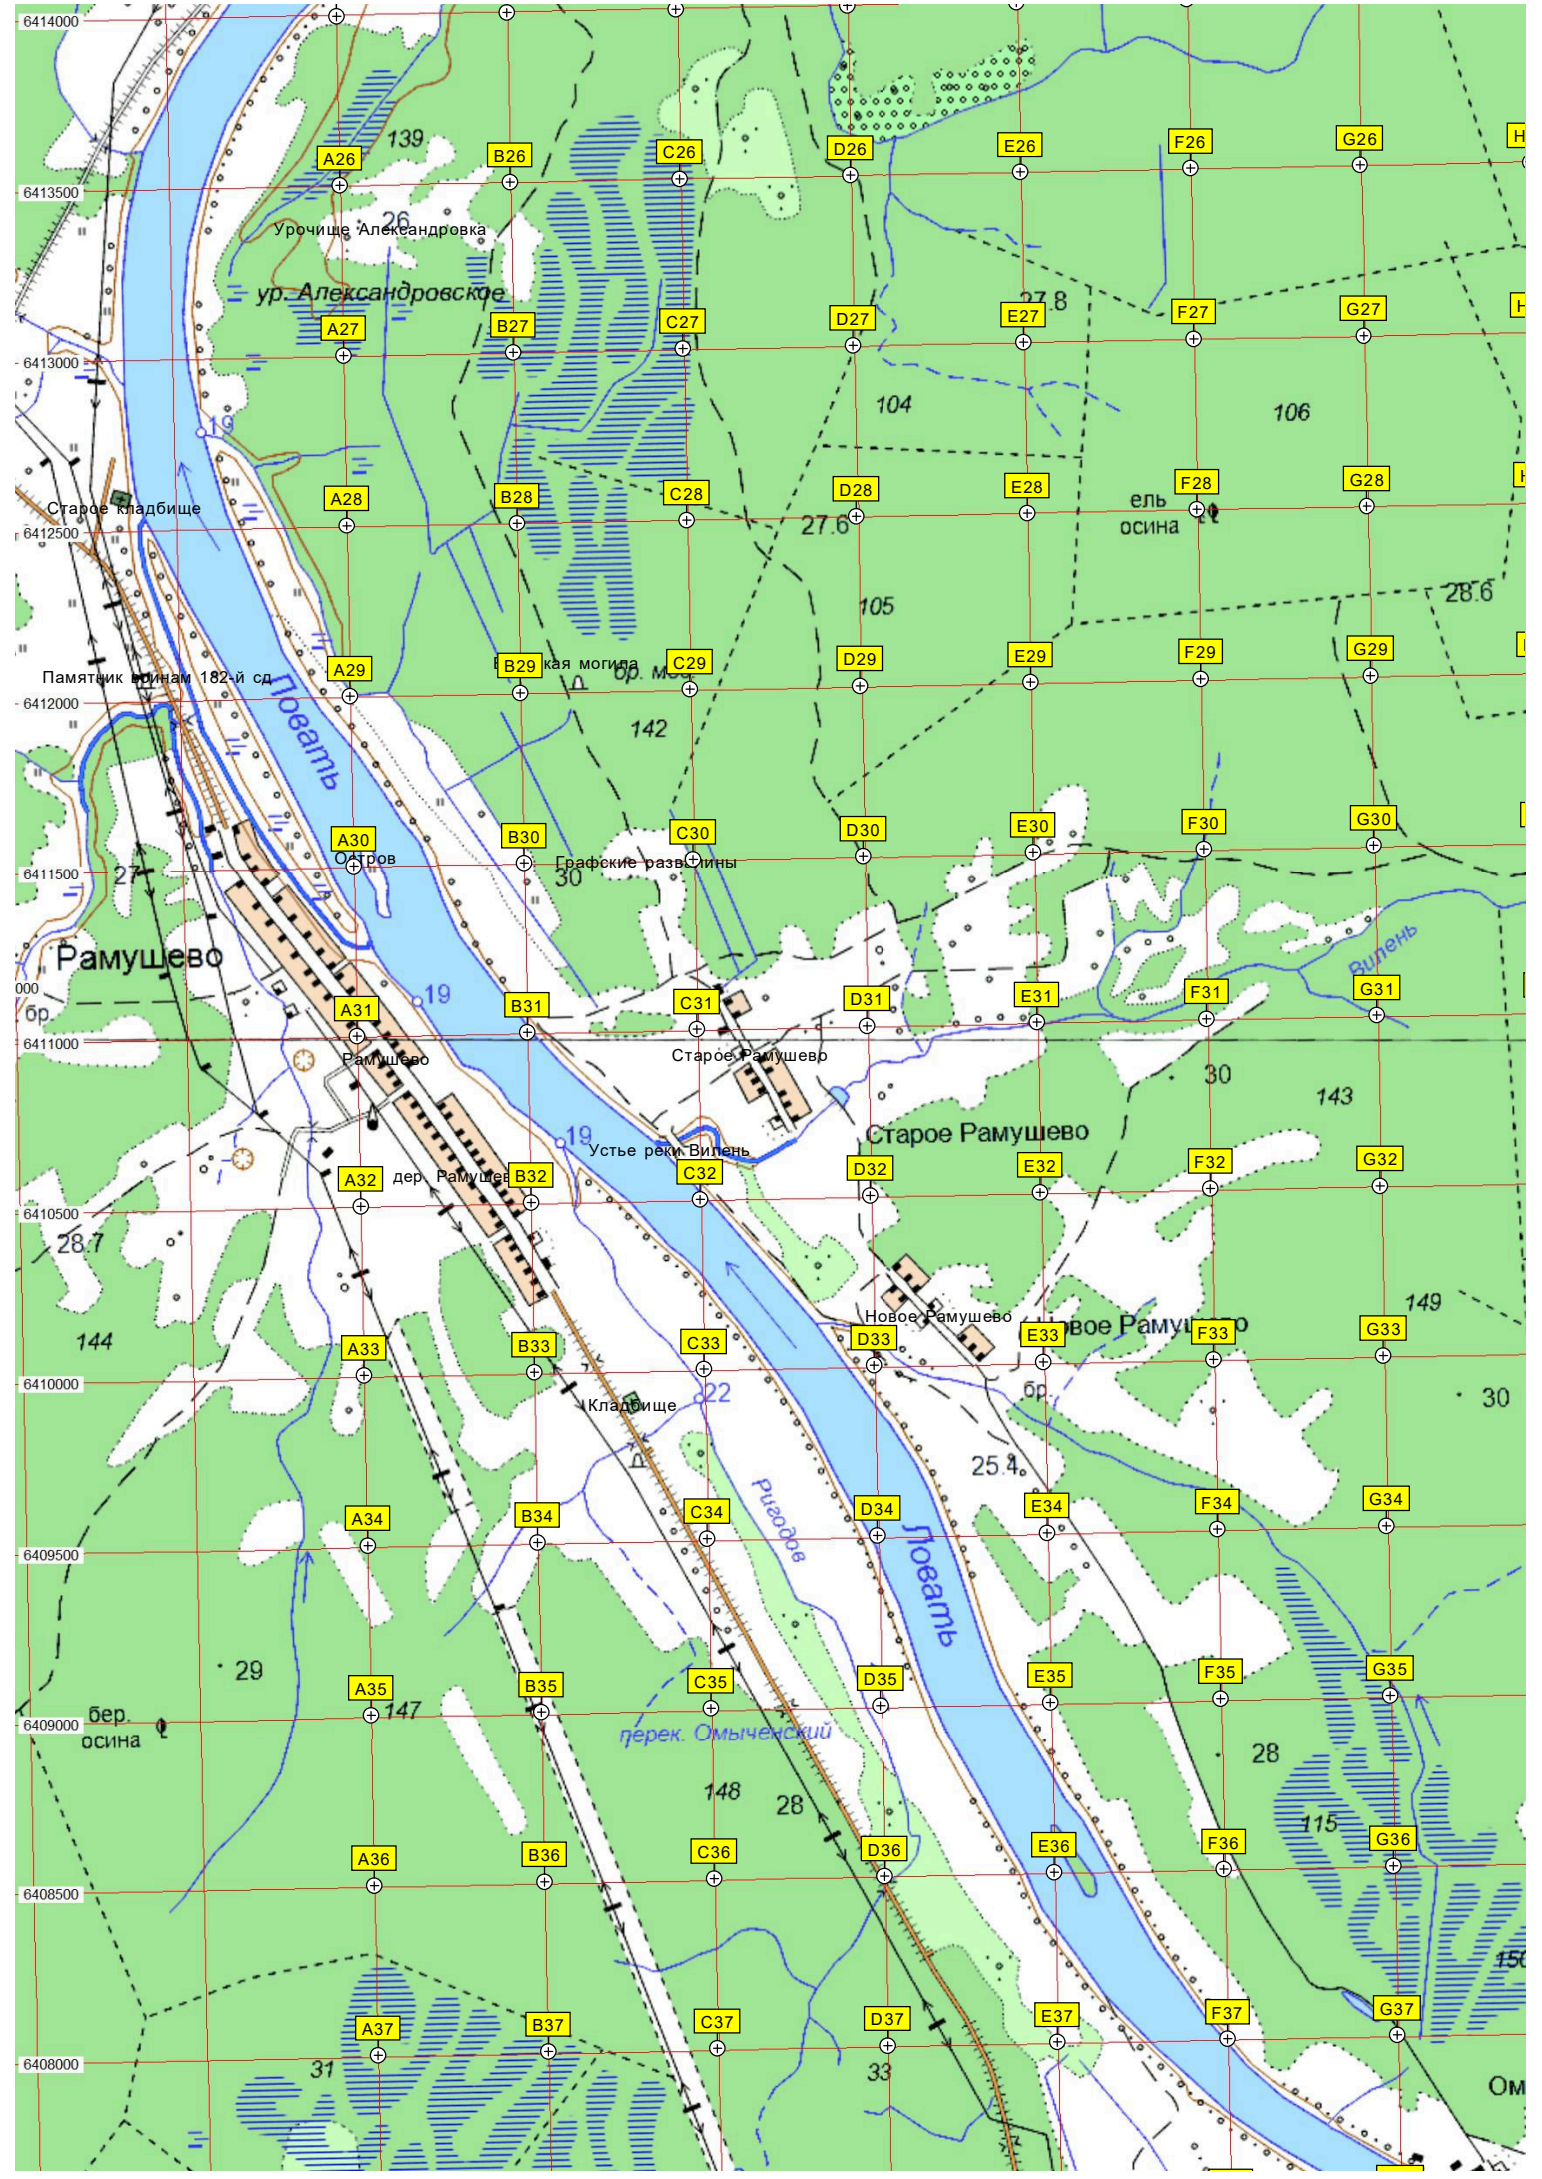 6414000
139
A26
B26
C26
D26
E26
F26
G26
6413500
26
Урочище Александровка
ур. Александровское
27.8
A27
B27
C27
D27
E27
F27
G27
6413000
104
106
19
A28
B28
C28
D28
E28
F28
G28
ель
осина
Старое кладбище
27.6
6412500
105
28.6
A29
B29
кая могила
бр.
C29
D29
E29
F29
G29
Памятник воинам 182-й сд
6412000
Ловать
142
A30
B30
C30
D30
E30
F30
G30
Остров
Графские развалины
30
6411500
27
Вилень
Рамушево
000
19
бр.
A31
B31
C31
D31
E31
F31
G31
6411000
Рамушево
Старое Рамушево
30
143
19
Старое Рамушево
Устье реки Вилень
A32
дер. Рамушев
B32
C32
D32
E32
F32
G32
6410500
28.7
149
144
Новое Рамушево
овое Рамушево
A33
B33
C33
D33
E33
F33
G33
6410000
22
бр.
30
Кладбище
25.4
Ригодов
A34
B34
C34
D34
E34
F34
G34
6409500
Ловать
29
A35
B35
C35
D35
E35
F35
G35
147
бер.
осина
6409000
перек. Омыченский
28
148
28
115
A36
B36
C36
D36
E36
F36
G36
6408500
150
A37
B37
C37
D37
E37
F37
G37
6408000
31
33
Ом